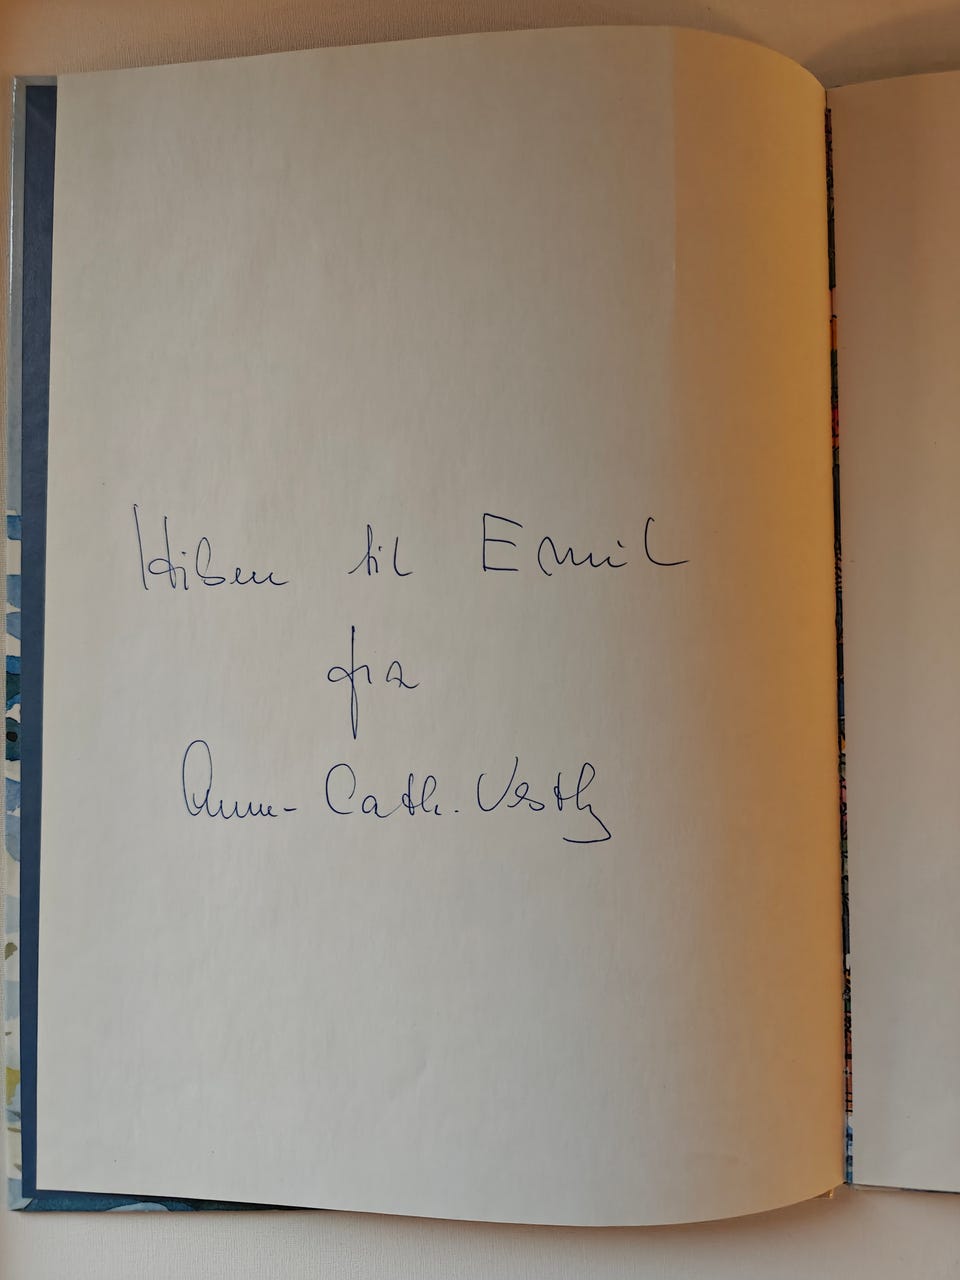 Hilsen til Emil
fra
Anne-Cath. Vestly